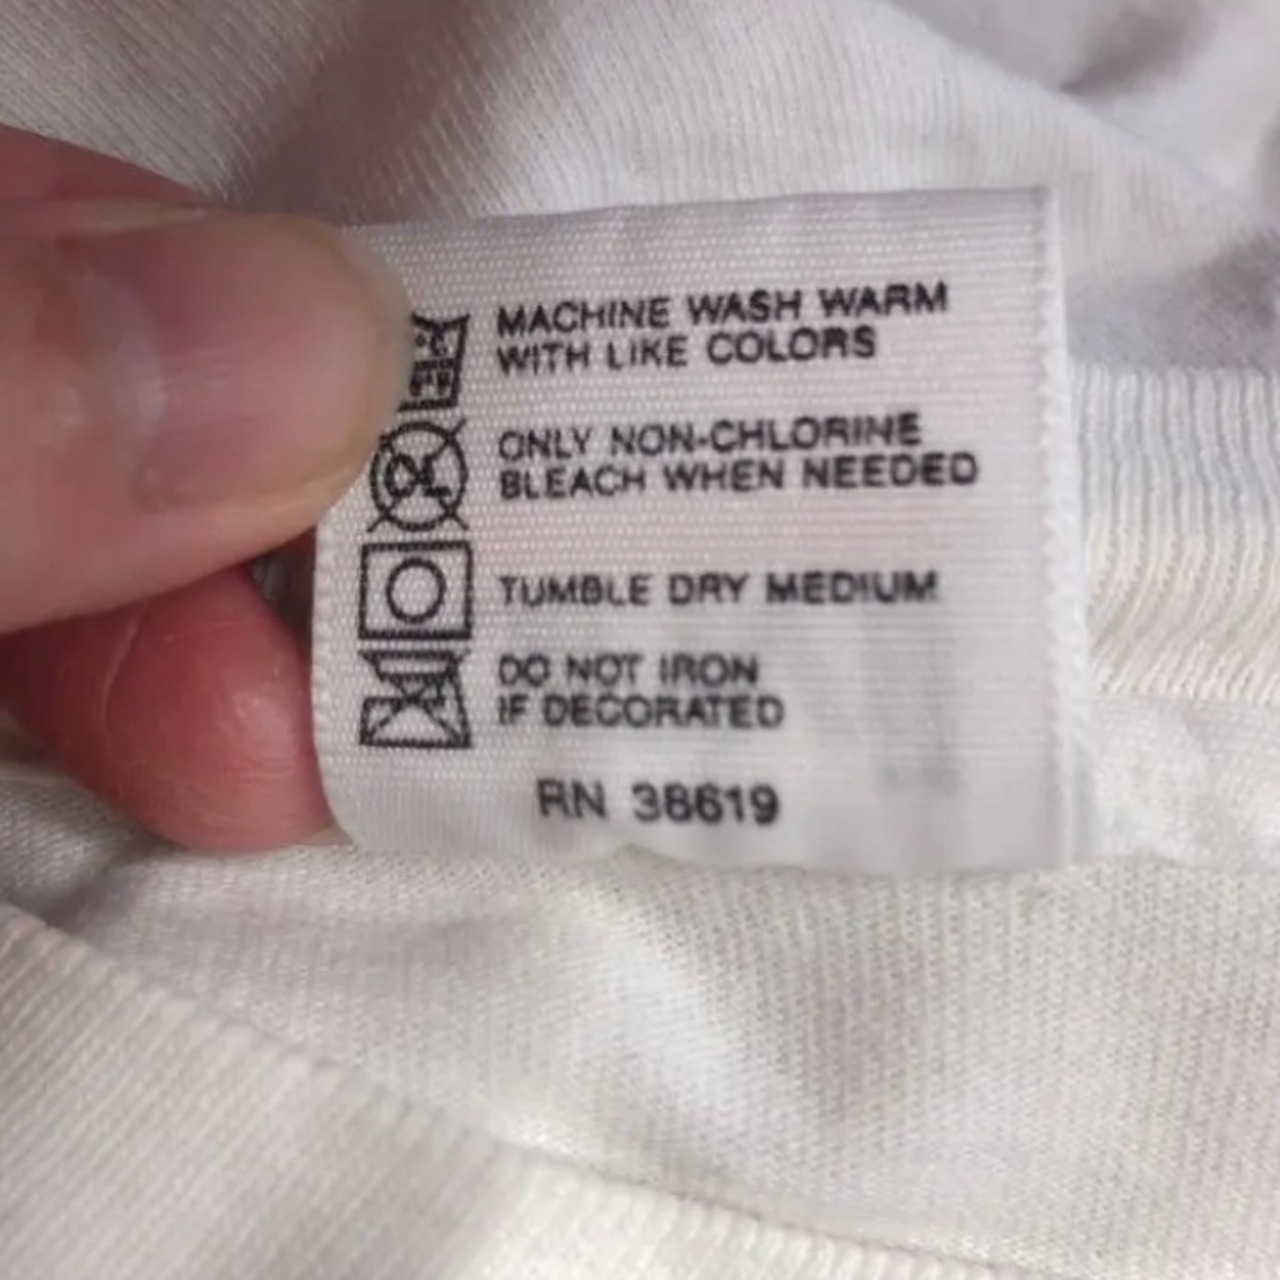 MACHINE WASH WARM
WITH LIKE COLORS
ONLY NON-CHLORINE
BLEACH WHEN NEEDED
TUMBLE DRY MEDIUM
DO NOT IRON
IF DECORATED
RN 38619